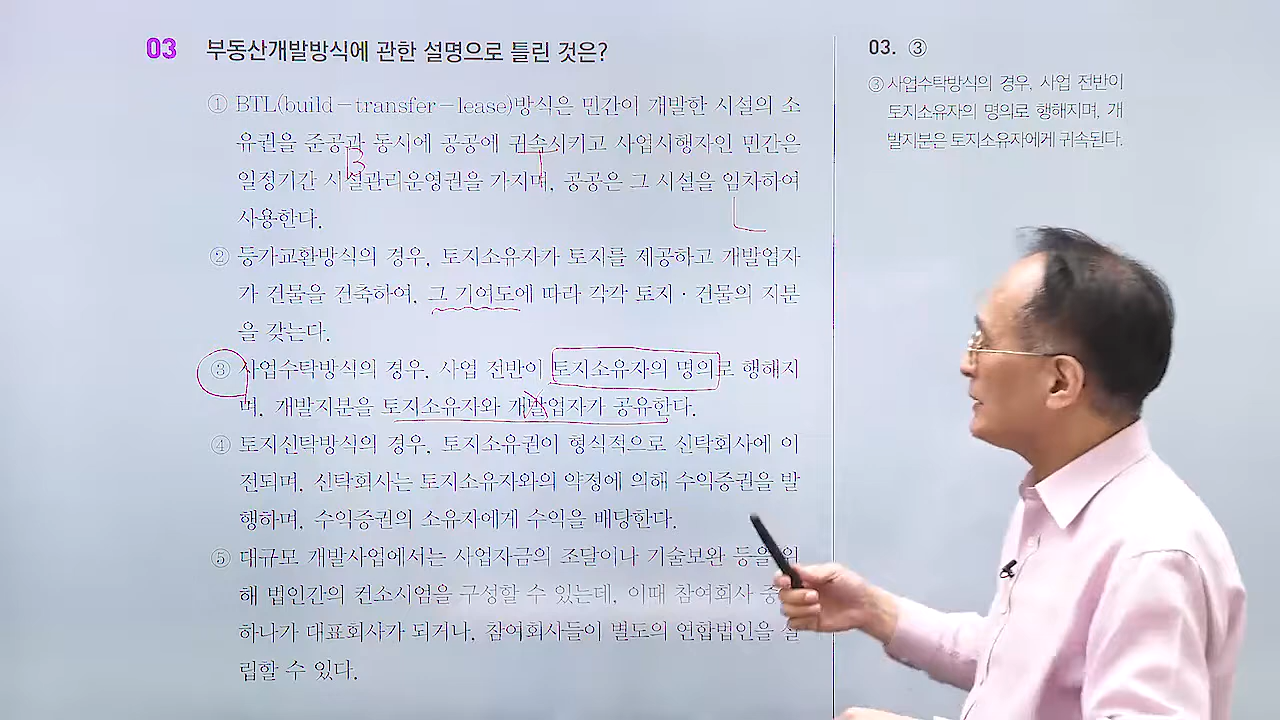 03 부동산개발방식에 관한 설명으로 틀린 것은?
① BTL(build-transfer-lease)방식은 민간이 개발한 시설의 소
유권을 준공과 동시에 공공에 귀속시키고 사업시행자인 민간은
일정기간 시설관리운영권을 가지며, 공공은 그 시설을 임차하여
사용한다.
② 등가교환방식의 경우, 토지소유자가 토지를 제공하고 개발업자
가 건물을 건축하여, 그 기여도에 따라 각각 토지·건물의 지분
을 갖는다.
③ 사업수탁방식의 경우, 사업 전반이 토지소유자의 명의로 행해지
며, 개발지분을 토지소유자와 개발업자가 공유한다.
④ 토지신탁방식의 경우, 토지소유권이 형식적으로 신탁회사에 이
전되며, 신탁회사는 토지소유자와의 약정에 의해 수익증권을 발
행하며, 수익증권의 소유자에게 수익을 배당한다.
⑤ 대규모 개발사업에서는 사업자금의 조달이나 기술보완 등을 위
해 법인간의 컨소시엄을 구성할 수 있는데, 이때 참여회사 중
하나가 대표회사가 되거나, 참여회사들이 별도의 연합법인을 설
립할 수 있다.
B
T
L
03. ③
③ 사업수탁방식의 경우, 사업 전반이
토지소유자의 명의로 행해지며, 개
발지분은 토지소유자에게 귀속된다.